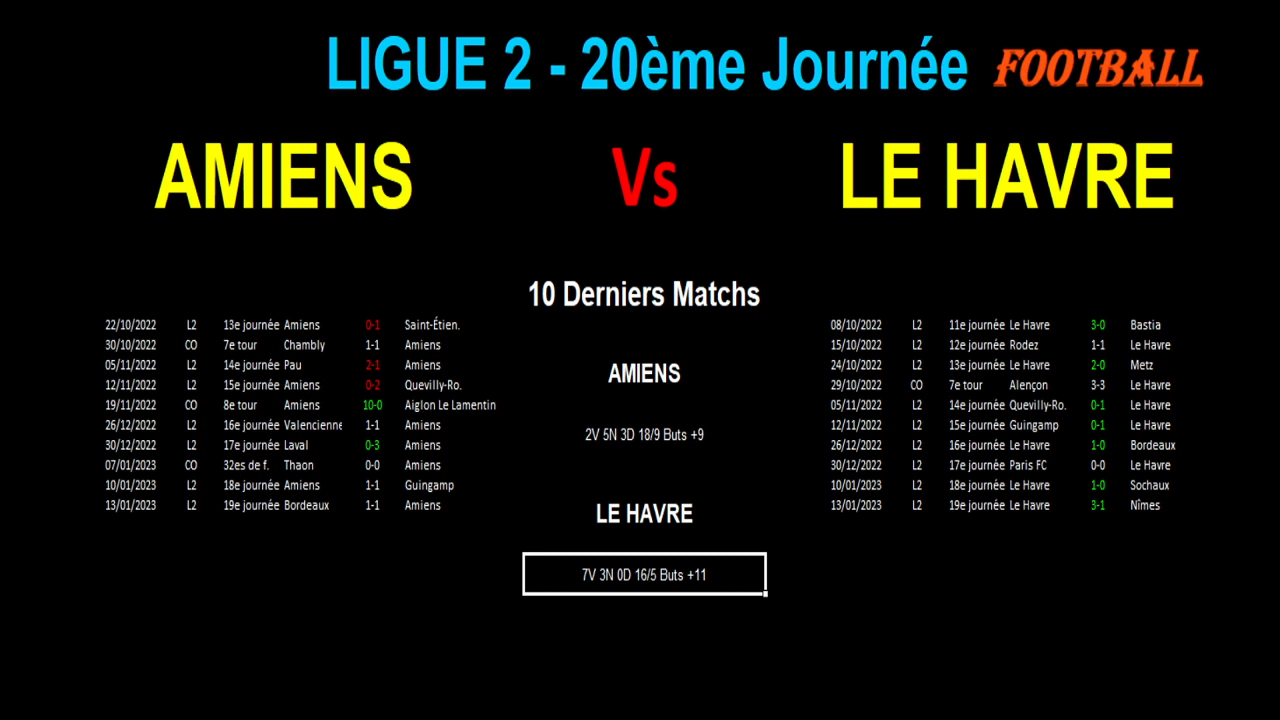 LIGUE 2 - 20ème Journée FOOTBALL
AMIENS Vs LE HAVRE
10 Derniers Matchs
22/10/2022 L2 13e journée Amiens 0-1 Saint-Étien.
30/10/2022 CO 7e tour Chambly 1-1 Amiens
05/11/2022 L2 14e journée Pau 2-1 Amiens
12/11/2022 L2 15e journée Amiens 0-2 Quevilly-Ro.
19/11/2022 CO 8e tour Amiens 10-0 Aiglon Le Lamentin
26/12/2022 L2 16e journée Valencienne 1-1 Amiens
30/12/2022 L2 17e journée Laval 0-3 Amiens
07/01/2023 CO 32es de f. Thaon 0-0 Amiens
10/01/2023 L2 18e journée Amiens 1-1 Guingamp
13/01/2023 L2 19e journée Bordeaux 1-1 Amiens
AMIENS
2V 5N 3D 18/9 Buts +9
LE HAVRE
7V 3N 0D 16/5 Buts +11
08/10/2022 L2 11e journée Le Havre 3-0 Bastia
15/10/2022 L2 12e journée Rodez 1-1 Le Havre
24/10/2022 L2 13e journée Le Havre 2-0 Metz
29/10/2022 CO 7e tour Alençon 3-3 Le Havre
05/11/2022 L2 14e journée Quevilly-Ro. 0-1 Le Havre
12/11/2022 L2 15e journée Guingamp 0-1 Le Havre
26/12/2022 L2 16e journée Le Havre 1-0 Bordeaux
30/12/2022 L2 17e journée Paris FC 0-0 Le Havre
10/01/2023 L2 18e journée Le Havre 1-0 Sochaux
13/01/2023 L2 19e journée Le Havre 3-1 Nîmes